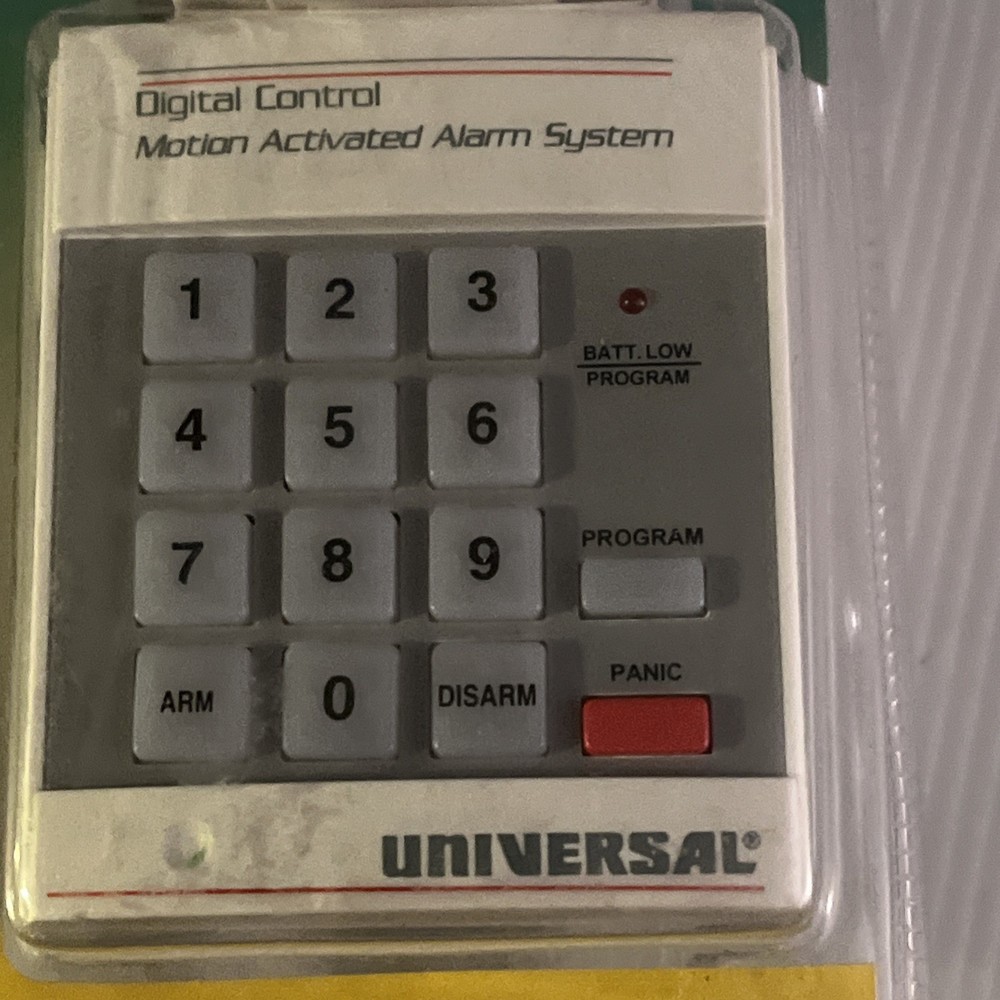 Digital Control
Motion Activated Alarm System
1 2 3
BATT. LOW
PROGRAM
4 5 6
7 8 9
PROGRAM
ARM 0 DISARM
PANIC
UNIVERSAL®